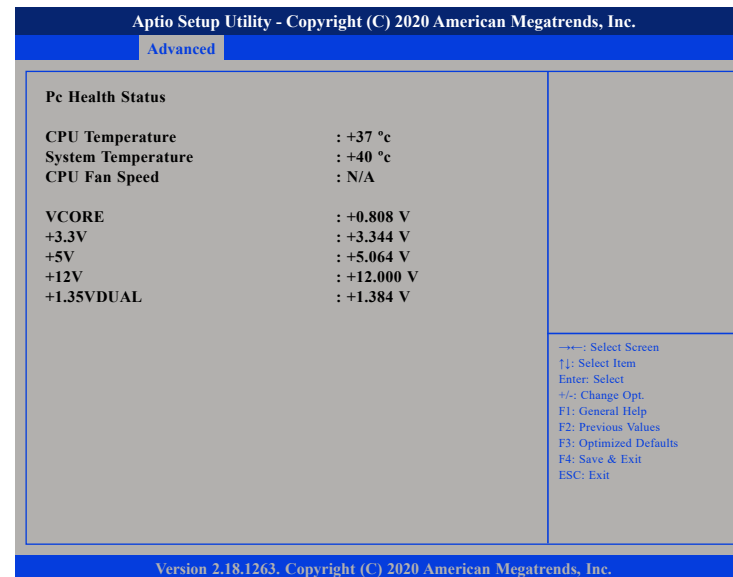 Aptio Setup Utility - Copyright (C) 2020 American Megatrends, Inc.
Advanced
Pc Health Status
CPU Temperature : +37 °c
System Temperature : +40 °c
CPU Fan Speed : N/A
VCORE : +0.808 V
+3.3V : +3.344 V
+5V : +5.064 V
+12V : +12.000 V
+1.35VDUAL : +1.384 V
→←: Select Screen
↑↓: Select Item
Enter: Select
+/-: Change Opt.
F1: General Help
F2: Previous Values
F3: Optimized Defaults
F4: Save & Exit
ESC: Exit
Version 2.18.1263. Copyright (C) 2020 American Megatrends, Inc.